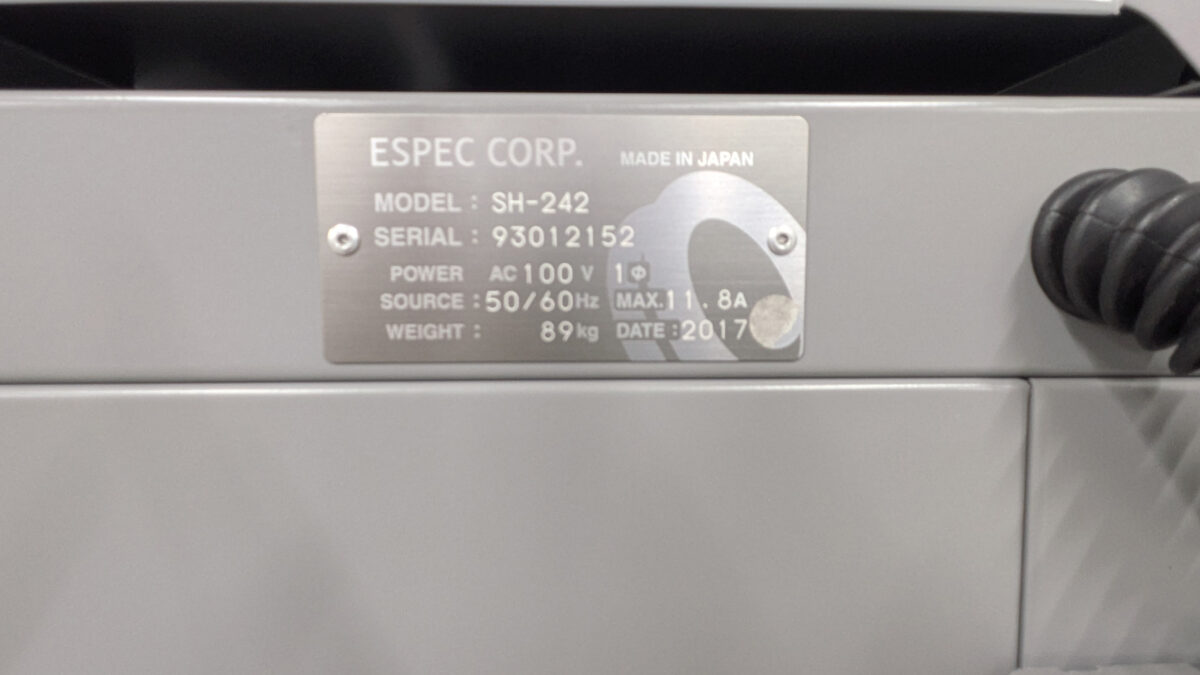 ESPEC CORP. MADE IN JAPAN
MODEL : SH-242
SERIAL : 93012152
POWER AC 100 V 1Φ
SOURCE : 50/60Hz MAX. 11.8A
WEIGHT : 89kg DATE : 2017